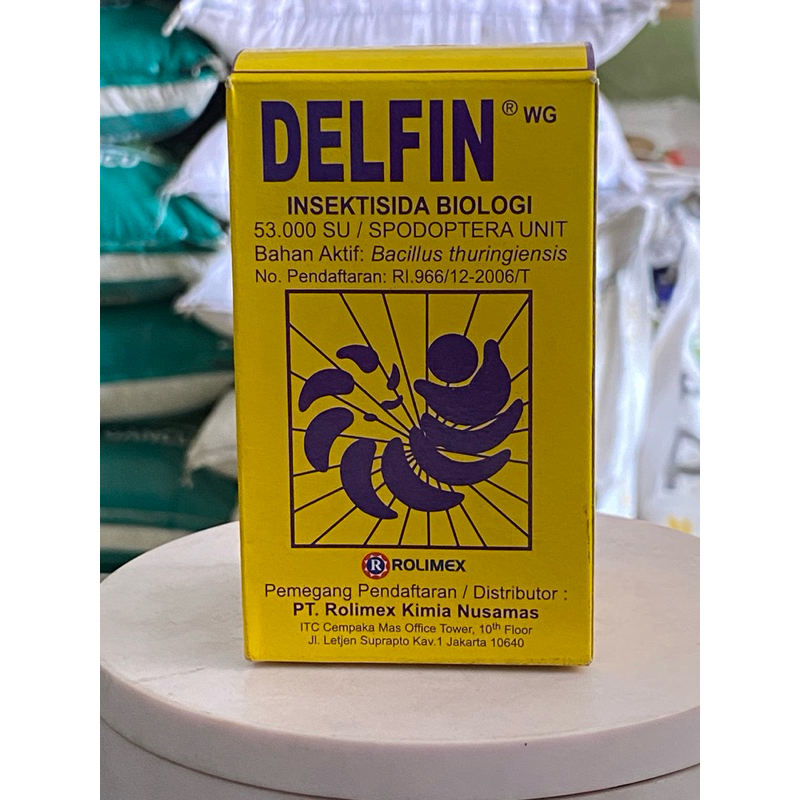 DELFIN® WG
INSEKTISIDA BIOLOGI
53.000 SU / SPODOPTERA UNIT
Bahan Aktif: Bacillus thuringiensis
No. Pendaftaran: RI.966/12-2006/T
R ROLIMEX
Pemegang Pendaftaran / Distributor :
PT. Rolimex Kimia Nusamas
ITC Cempaka Mas Office Tower, 10th Floor
Jl. Letjen Suprapto Kav.1 Jakarta 10640